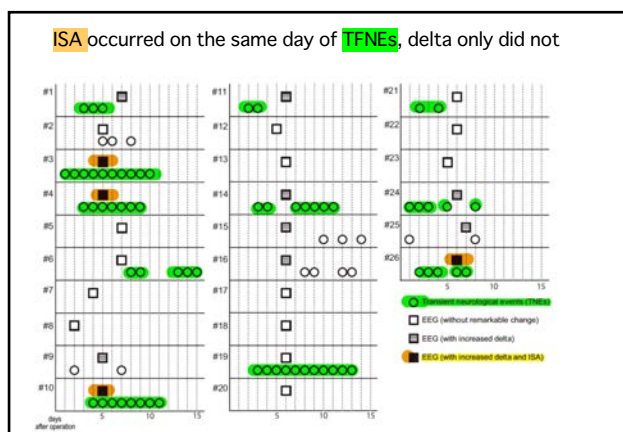 ISA occurred on the same day of TFNEs, delta only did not
#1
#2
#3
#4
#5
#6
#7
#8
#9
#10
5 10 15
days
after operation
#11
#12
#13
#14
#15
#16
#17
#18
#19
#20
5 10 15
#21
#22
#23
#24
#25
#26
5 10 15
Transient neurological events (TNEs)
EEG (without remarkable change)
EEG (with increased delta)
EEG (with increased delta and ISA)